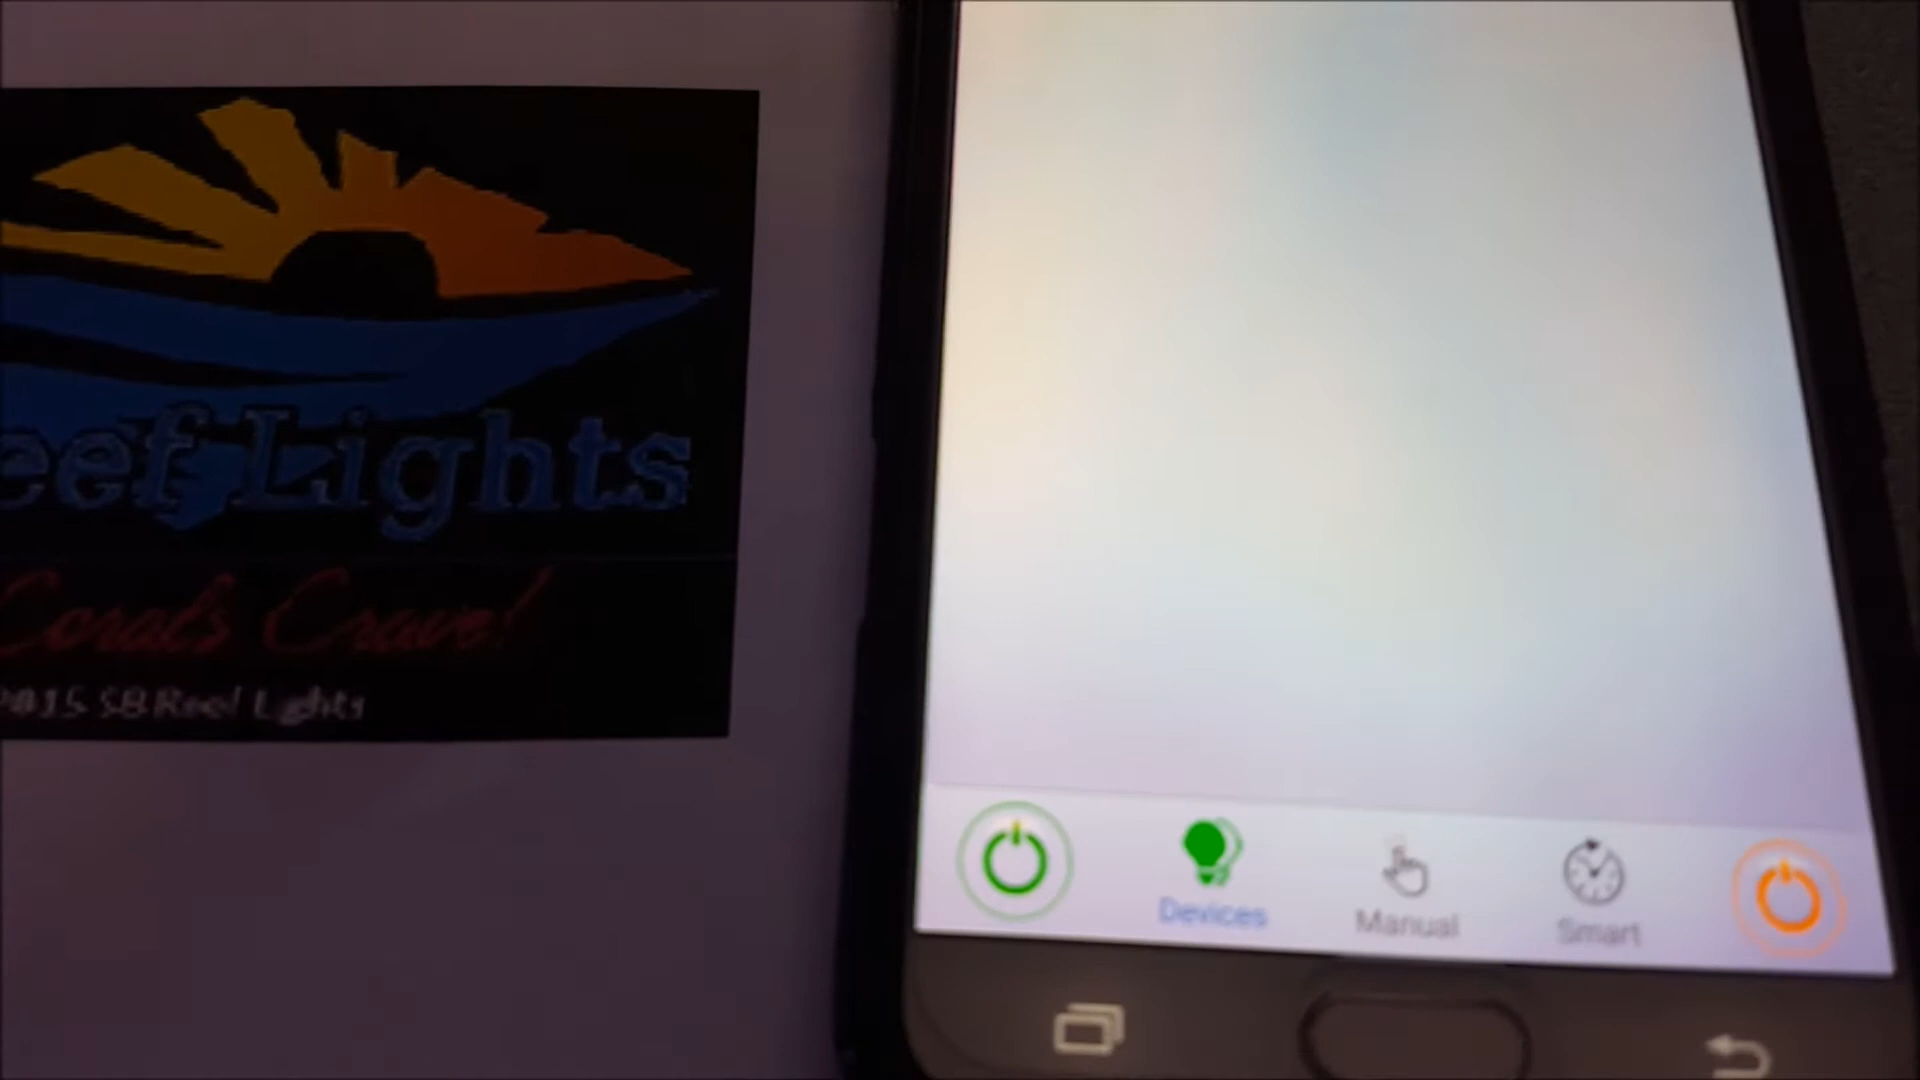 eef Lights
Corals Crave!
2015 SB Reef Lights
Devices
Manual
Smart